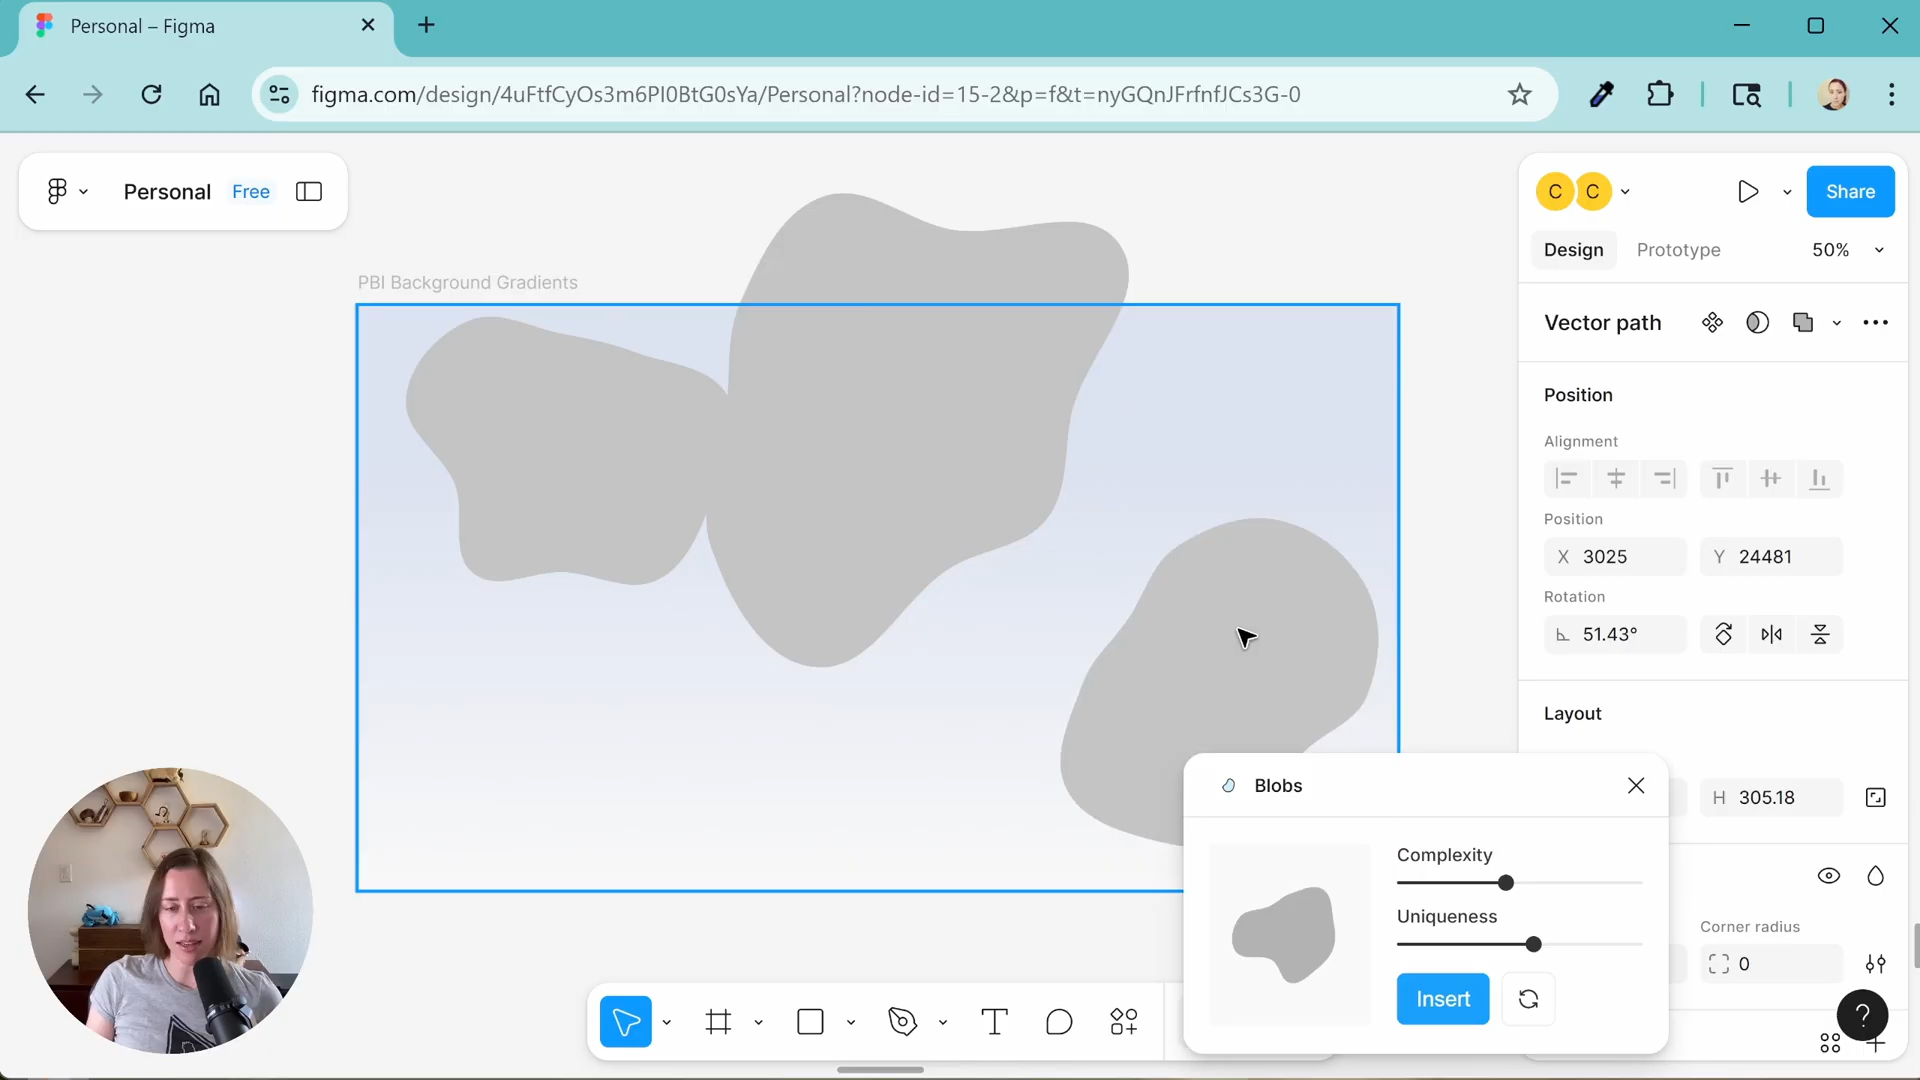 Personal – Figma
figma.com/design/4uFtfCyOs3m6PI0BtG0sYa/Personal?node-id=15-2&p=f&t=nyGQnJFrfnfJCs3G-0
Personal Free
C C Share
Design Prototype 50%
PBI Background Gradients
Vector path
Position
Alignment
Position
X 3025 Y 24481
Rotation
51.43°
Layout
H 305.18
Corner radius
0
Blobs
Complexity
Uniqueness
Insert
?